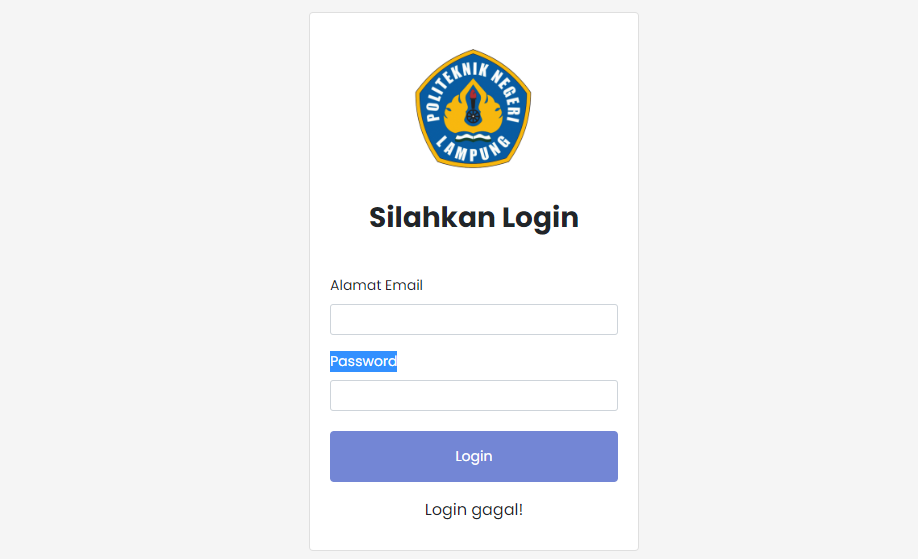 POLITEKNIK NEGERI
LAMPUNG
Silahkan Login
Alamat Email
Password
Login
Login gagal!